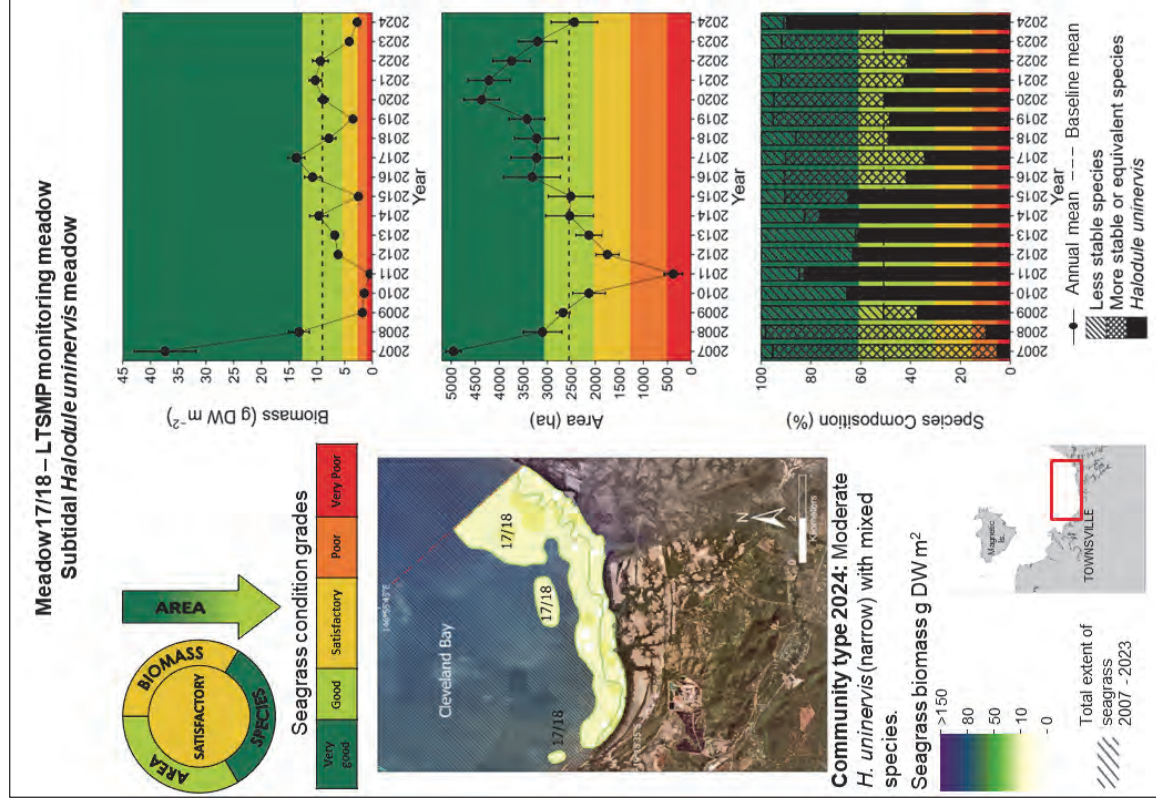 Meadow 17/18 – LTSMP monitoring meadow
Subtidal Halodule uninervis meadow
AREA
BIOMASS
SPECIES
SATISFACTORY
AREA
Seagrass condition grades
Very good
Good
Satisfactory
Poor
Very Poor
146°55'45"E
Cleveland Bay
17/18
17/18
17/18
N
0
2
Kilometers
Community type 2024: Moderate
H. uninervis (narrow) with mixed
species.
Seagrass biomass g DW m²
>150
80
50
10
0
Total extent of
seagrass
2007 - 2023
Magnetic
Is.
TOWNSVILLE
Biomass (g DW m⁻²)
45
40
35
30
25
20
15
10
5
0
2007 2008 2009 2010 2011 2012 2013 2014 2015 2016 2017 2018 2019 2020 2021 2022 2023 2024
Year
Area (ha)
5000
4500
4000
3500
3000
2500
2000
1500
1000
500
0
2007 2008 2009 2010 2011 2012 2013 2014 2015 2016 2017 2018 2019 2020 2021 2022 2023 2024
Year
Species Composition (%)
100
80
60
40
20
0
2007 2008 2009 2010 2011 2012 2013 2014 2015 2016 2017 2018 2019 2020 2021 2022 2023 2024
Year
Annual mean
Baseline mean
Less stable species
More stable or equivalent species
Halodule uninervis